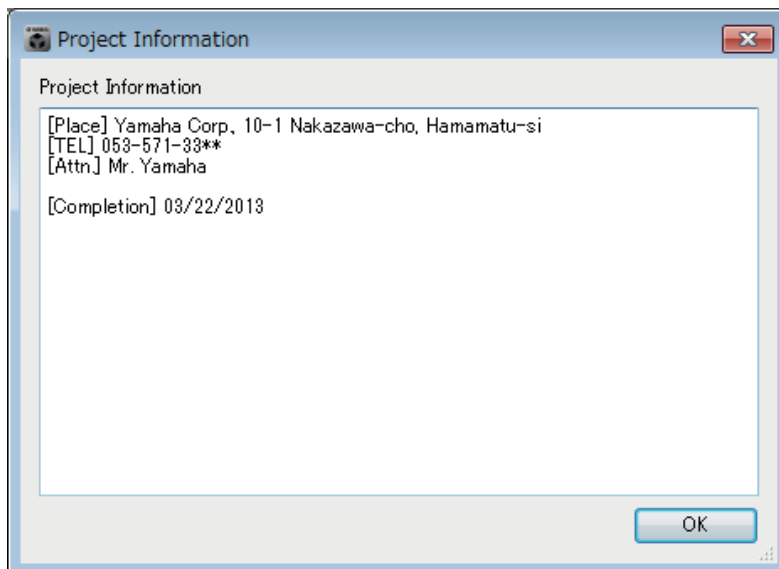 Project Information
Project Information
[Place] Yamaha Corp, 10-1 Nakazawa-cho, Hamamatu-si
[TEL] 053-571-33**
[Attn.] Mr. Yamaha
[Completion] 03/22/2013
OK